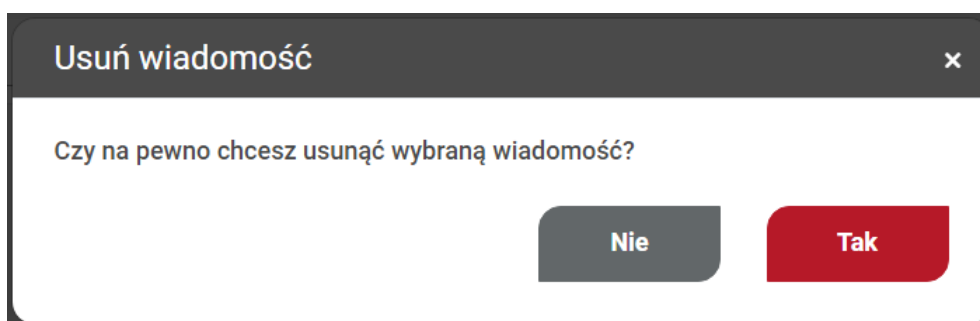 Usuń wiadomość
Czy na pewno chcesz usunąć wybraną wiadomość?
Nie
Tak